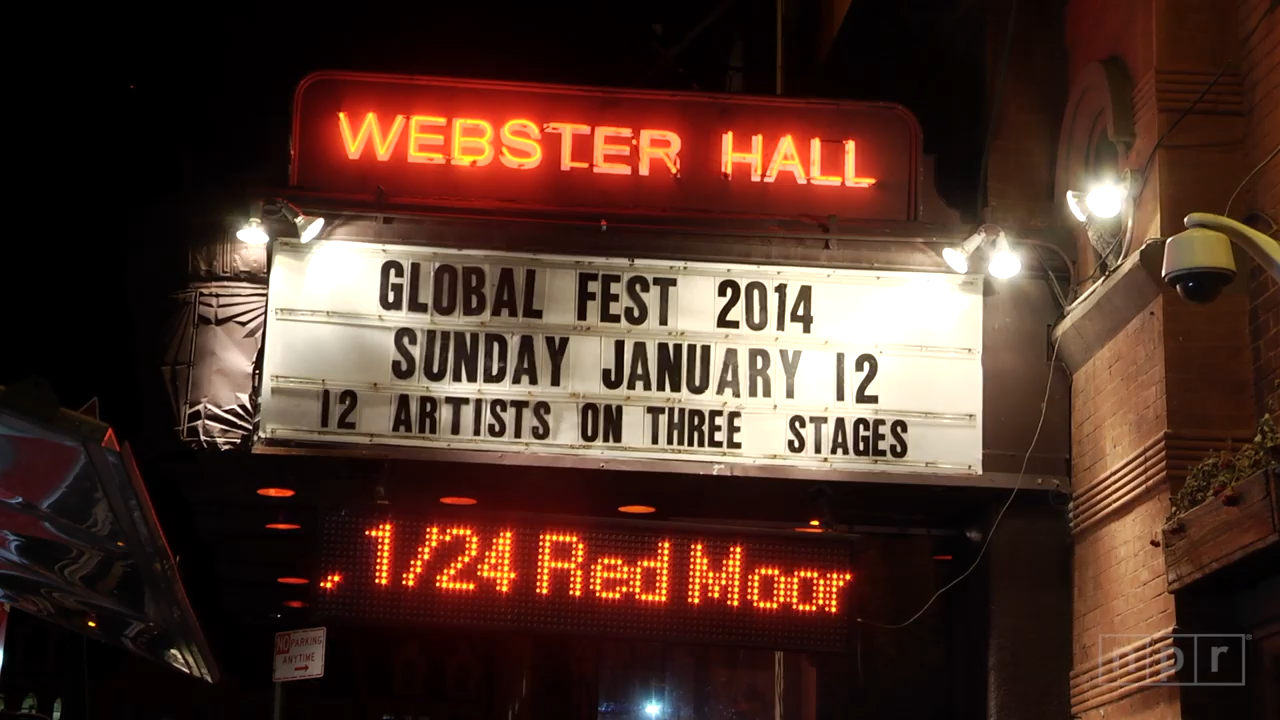 WEBSTER HALL
GLOBAL FEST 2014
SUNDAY JANUARY 12
12 ARTISTS ON THREE STAGES
1/24 Red Moor
NO PARKING
ANYTIME
npr